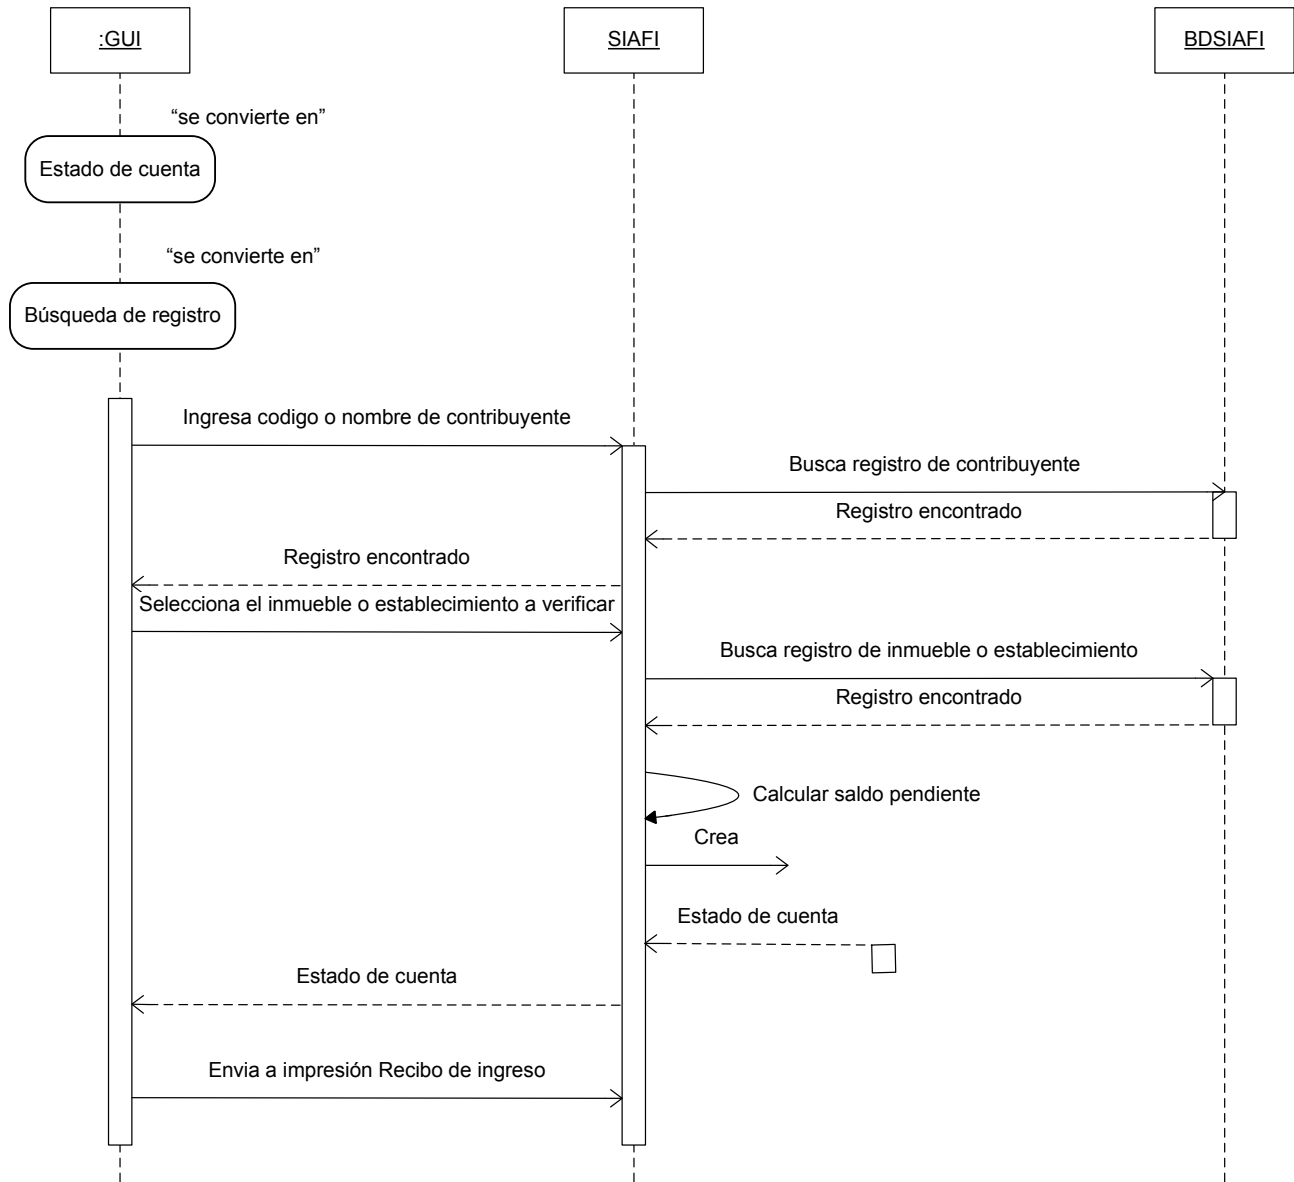 :GUI
SIAFI
BDSIAFI
“se convierte en”
Estado de cuenta
“se convierte en”
Búsqueda de registro
Ingresa codigo o nombre de contribuyente
Busca registro de contribuyente
Registro encontrado
Registro encontrado
Selecciona el inmueble o establecimiento a verificar
Busca registro de inmueble o establecimiento
Registro encontrado
Calcular saldo pendiente
Crea
Estado de cuenta
Estado de cuenta
Envia a impresión Recibo de ingreso